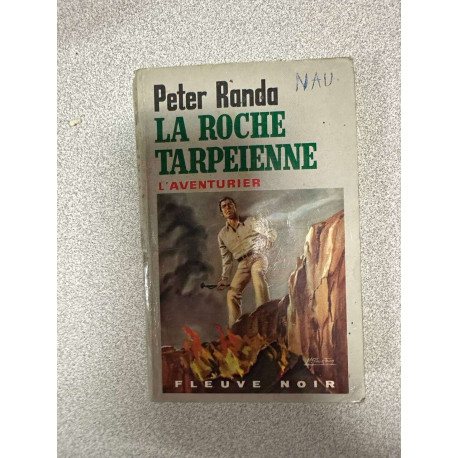 Peter Randa
NAU.
LA ROCHE
TARPEIENNE
L'AVENTURIER
FLEUVE NOIR